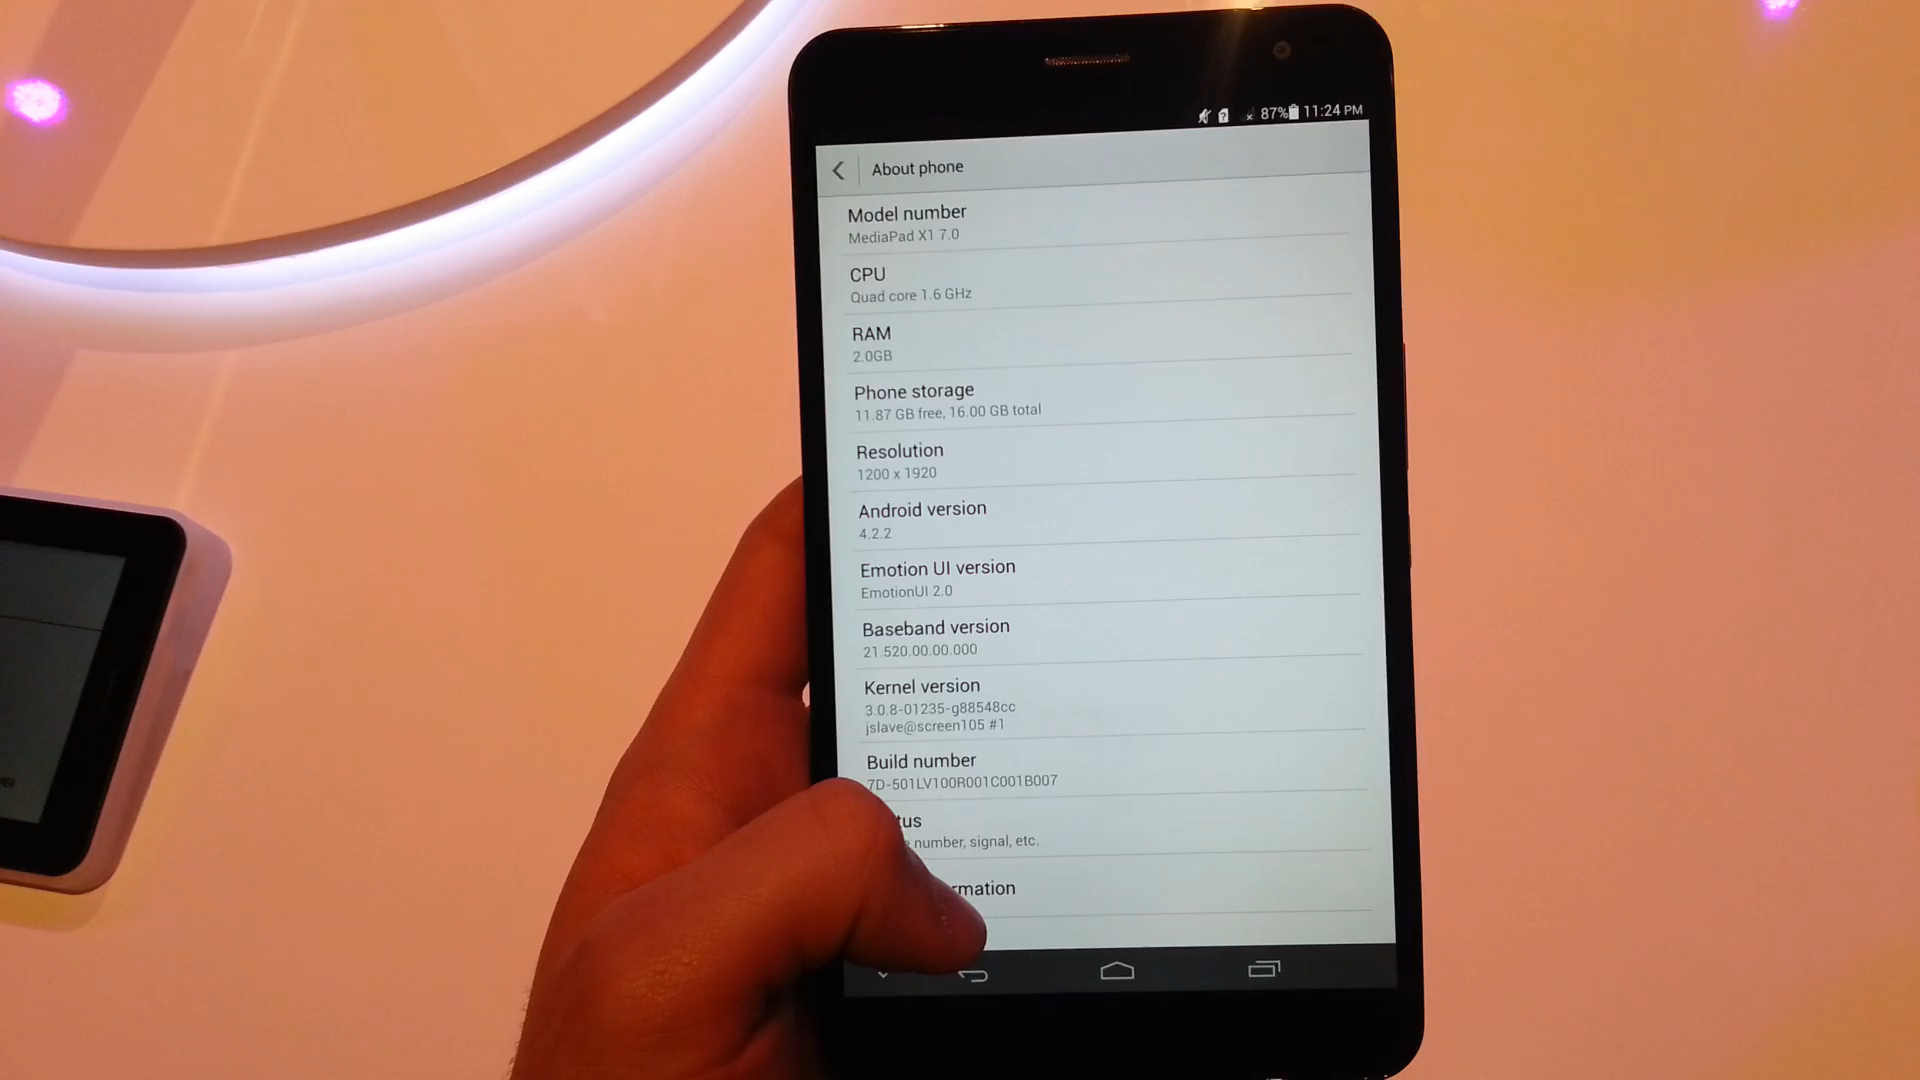 87% 11:24 PM
About phone
Model number
MediaPad X1 7.0
CPU
Quad core 1.6 GHz
RAM
2.0GB
Phone storage
11.87 GB free, 16.00 GB total
Resolution
1200 x 1920
Android version
4.2.2
Emotion UI version
EmotionUI 2.0
Baseband version
21.520.00.00.000
Kernel version
3.0.8-01235-g88548cc
jslave@screen105 #1
Build number
7D-501LV100R001C001B007
number, signal, etc.